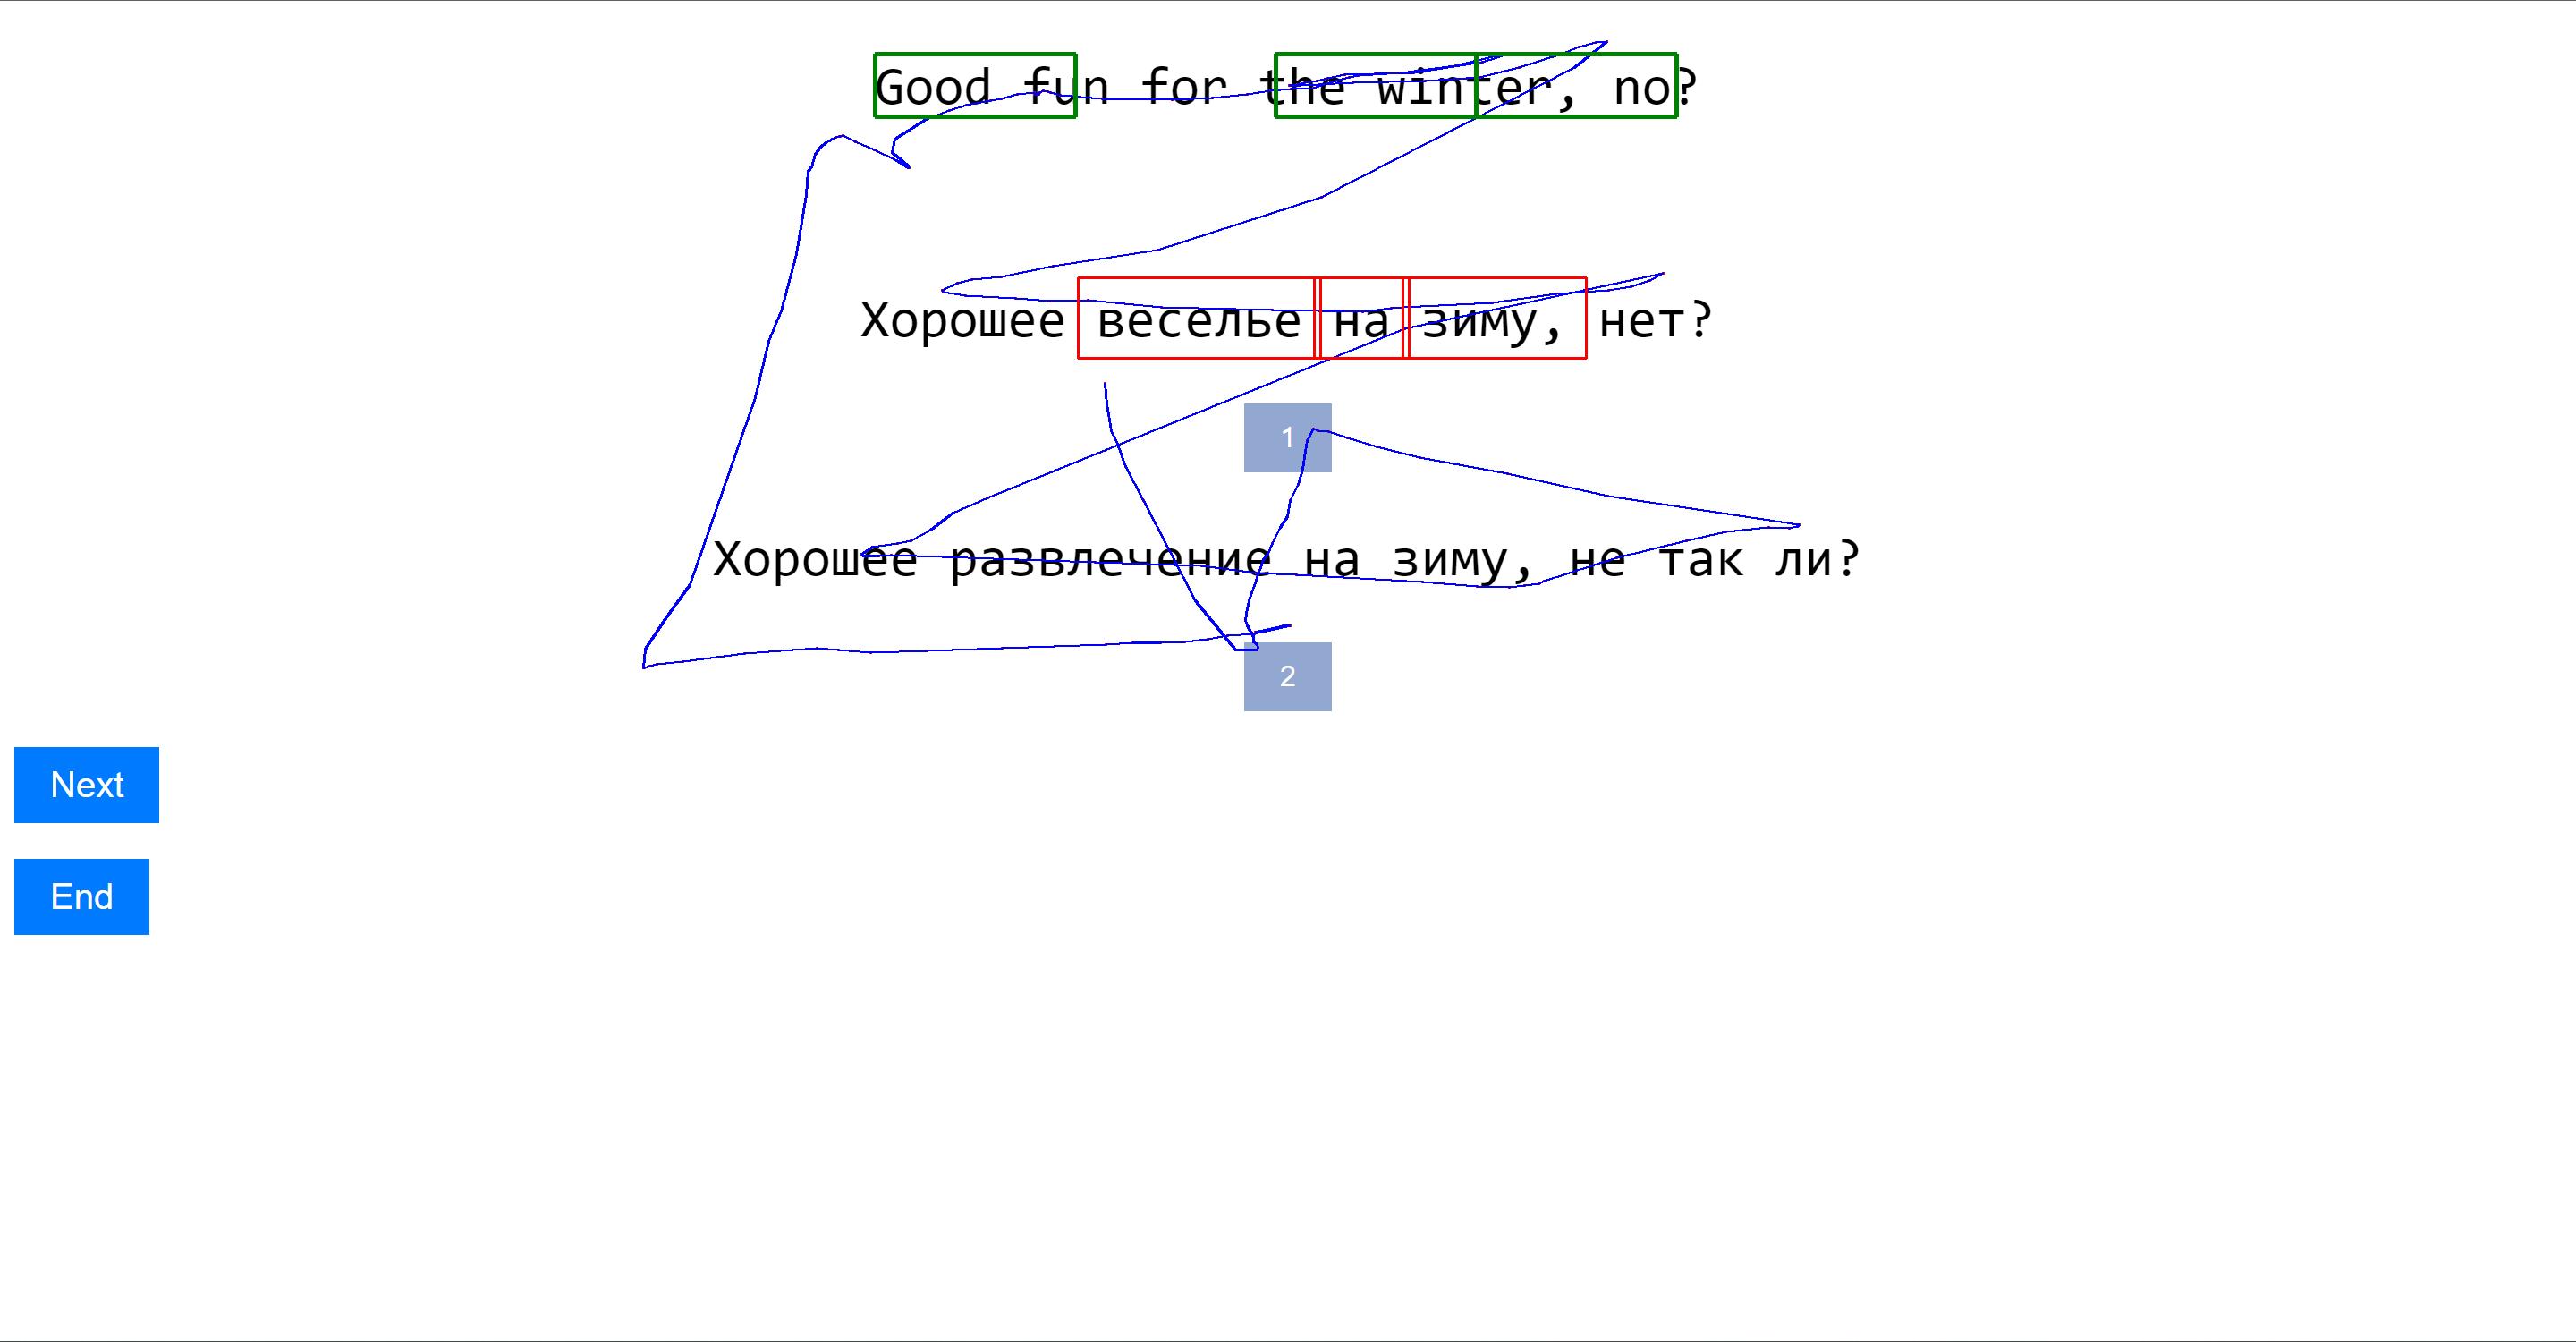 Good fun for the winter, no?
Хорошее веселье на зиму, нет?
1
Хорошее развлечение на зиму, не так ли?
2
Next
End